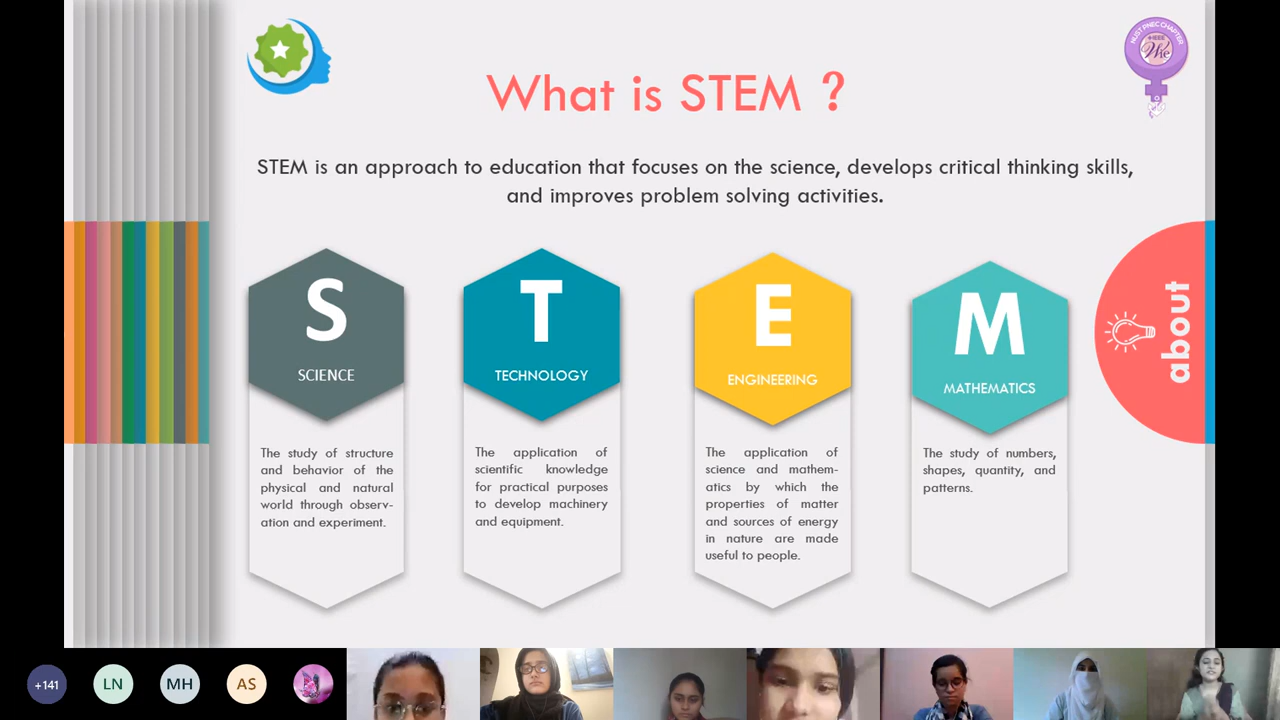 NUST PNEC CHAPTER
IEEE
What is STEM ?
STEM is an approach to education that focuses on the science, develops critical thinking skills,
and improves problem solving activities.
S
SCIENCE
The study of structure
and behavior of the
physical and natural
world through observ-
ation and experiment.
T
TECHNOLOGY
The application of
scientific knowledge
for practical purposes
to develop machinery
and equipment.
E
ENGINEERING
The application of
science and mathem-
atics by which the
properties of matter
and sources of energy
in nature are made
useful to people.
M
MATHEMATICS
The study of numbers,
shapes, quantity, and
patterns.
about
+141
LN
MH
AS